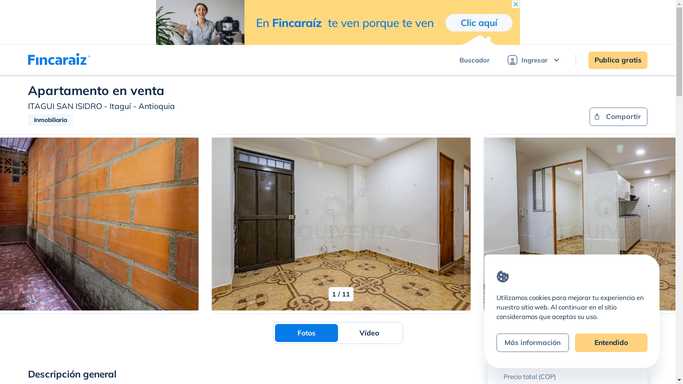 En Fincaraíz te ven porque te ven
Clic aquí
Fincaraiz
Buscador
Ingresar
Publica gratis
Apartamento en venta
ITAGUI SAN ISIDRO - Itaguí - Antioquia
Inmobiliaria
Compartir
1 / 11
Utilizamos cookies para mejorar tu experiencia en
nuestro sitio web. Al continuar en el sitio
consideramos que aceptas su uso.
Más información
Entendido
Fotos
Vídeo
Descripción general
Precio total (COP)